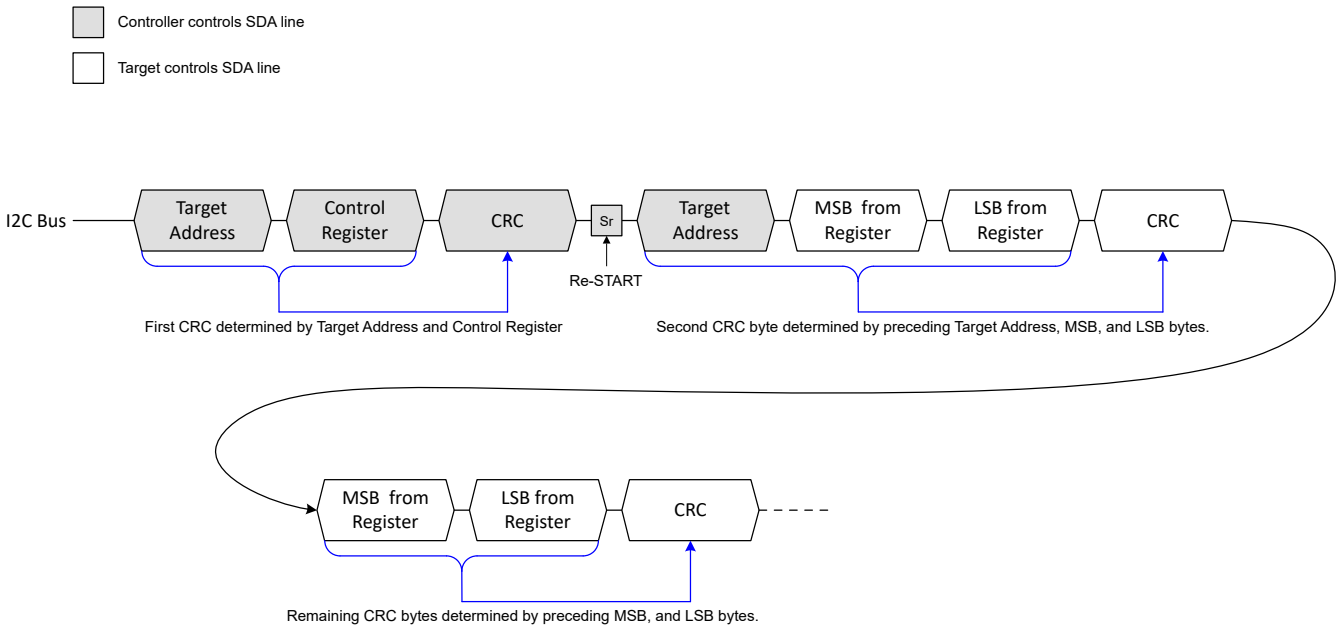 Controller controls SDA line
Target controls SDA line
I2C Bus
Target
Address
Control
Register
CRC
Sr
Re-START
Target
Address
MSB from
Register
LSB from
Register
CRC
First CRC determined by Target Address and Control Register
Second CRC byte determined by preceding Target Address, MSB, and LSB bytes.
MSB from
Register
LSB from
Register
CRC
Remaining CRC bytes determined by preceding MSB, and LSB bytes.